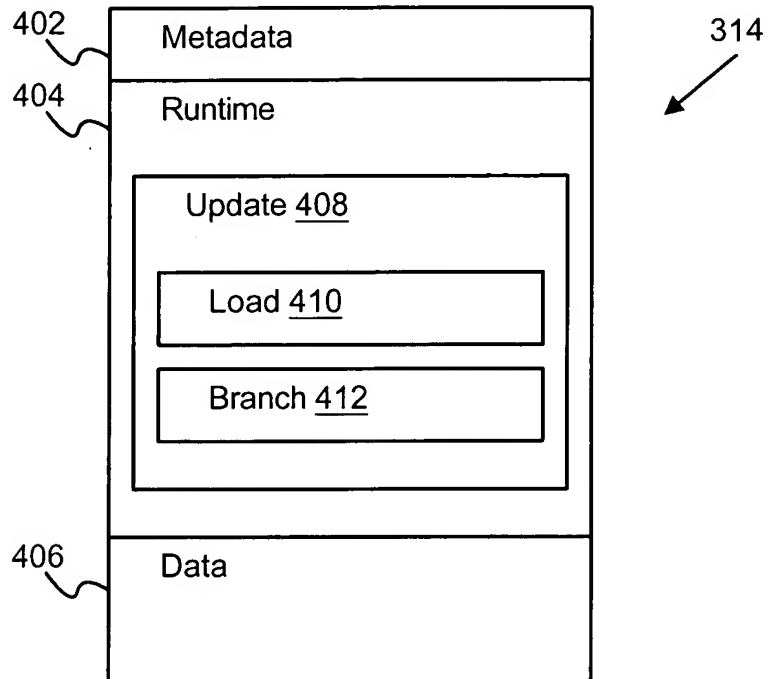 402
Metadata
314
404
Runtime
Update 408
Load 410
Branch 412
406
Data